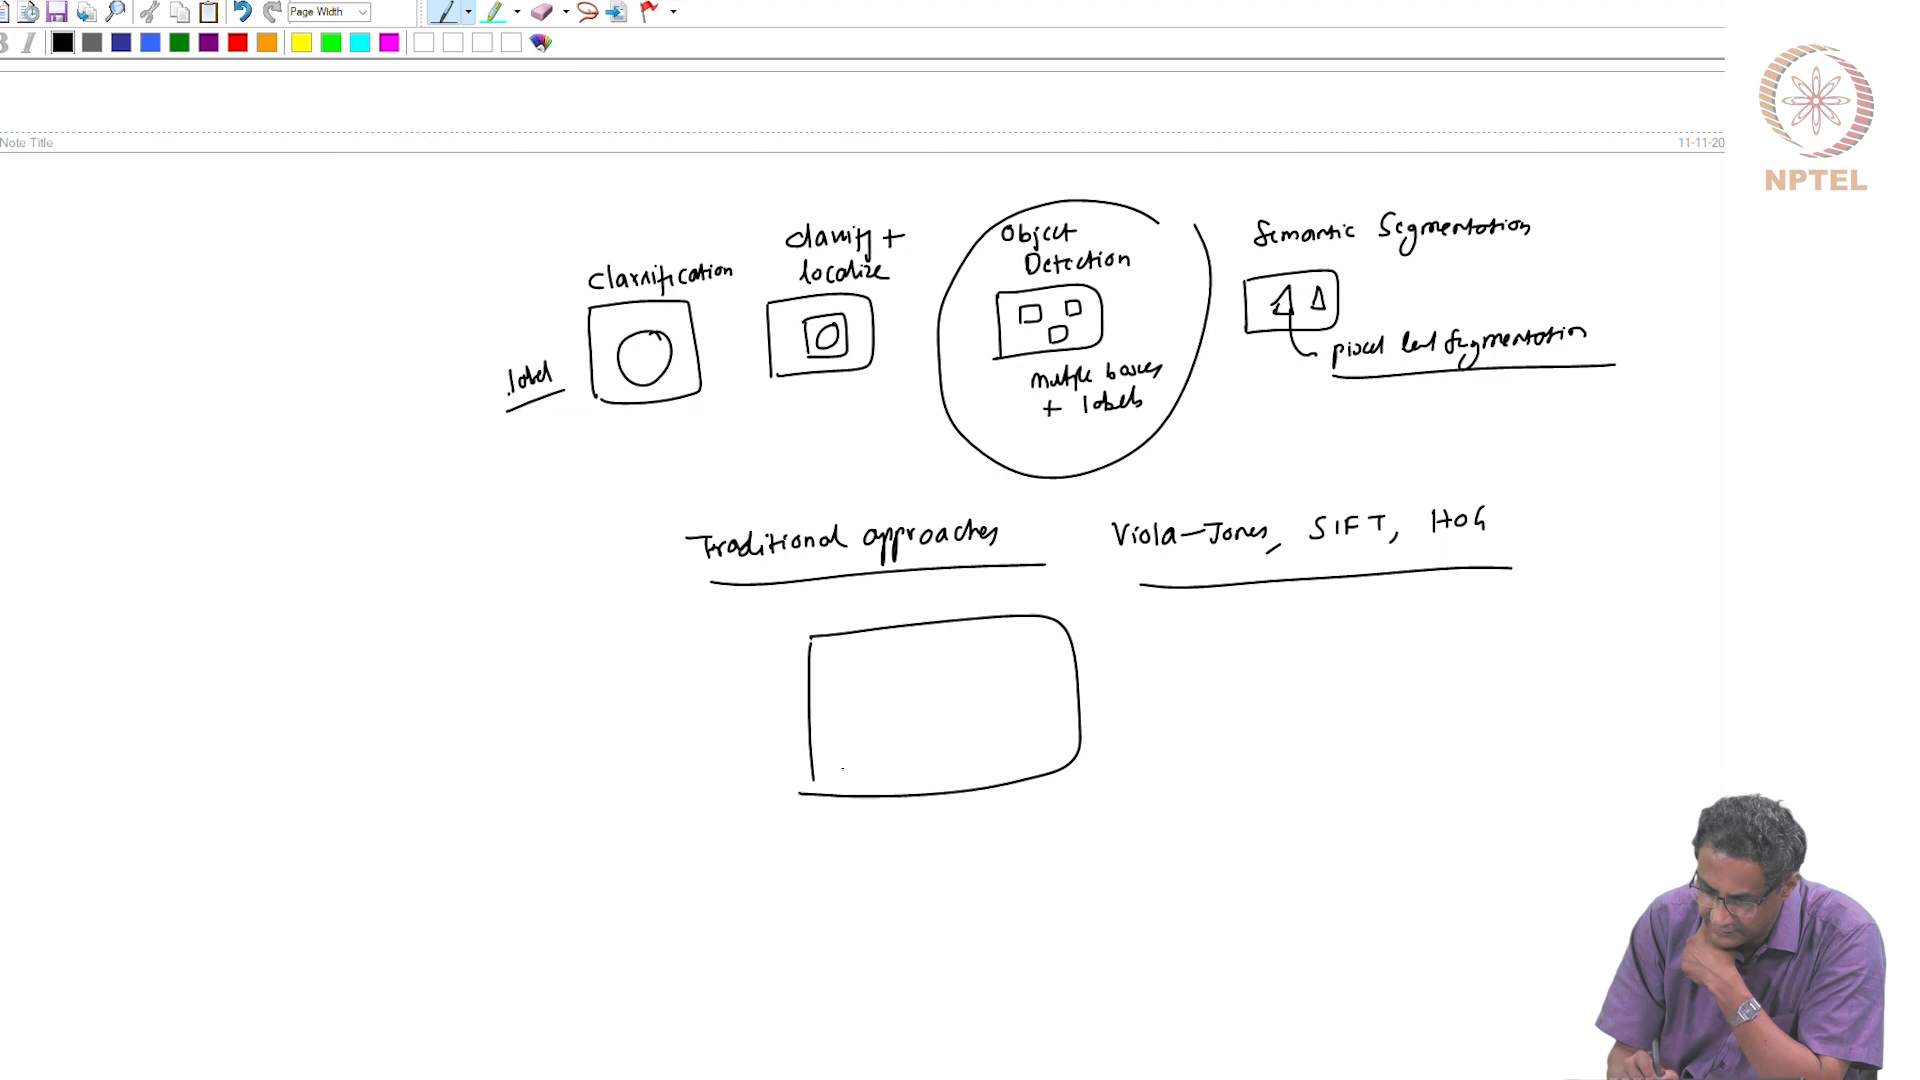 Page Width
B I
Note Title
11-11-20
NPTEL
Classification
classify +
localize
Object
Detection
Semantic Segmentation
label
multiple boxes
+ labels
pixel level segmentation
Traditional approaches
Viola-Jones, SIFT, HOG